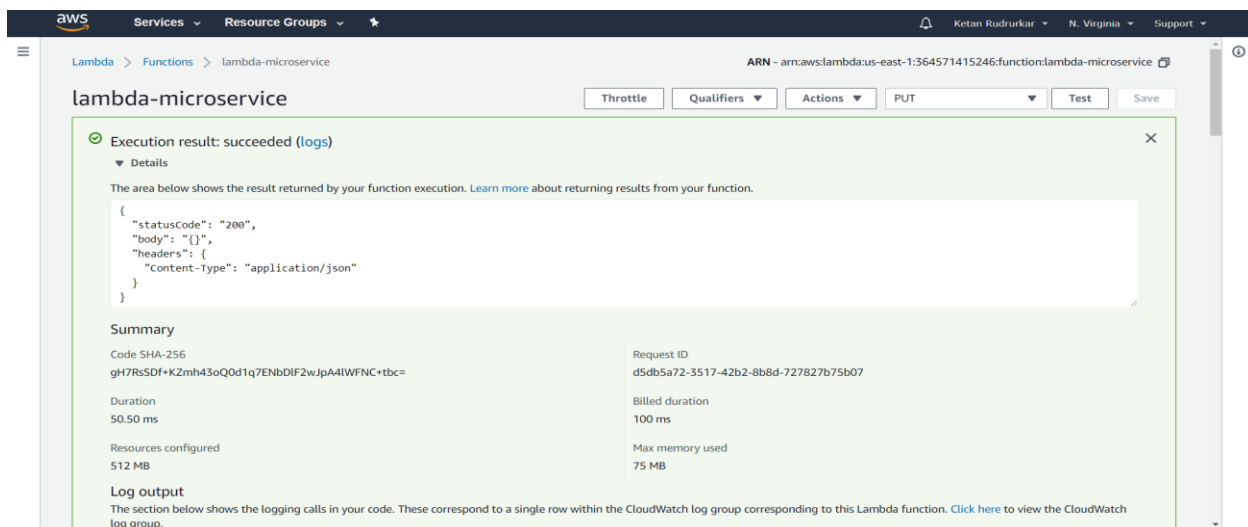 aws Services Resource Groups Ketan Rudrurkar N. Virginia Support
Lambda > Functions > lambda-microservice ARN - arn:aws:lambda:us-east-1:364571415246:function:lambda-microservice
lambda-microservice Throttle Qualifiers Actions PUT Test Save
Execution result: succeeded (logs)
Details
The area below shows the result returned by your function execution. Learn more about returning results from your function.
{
"statusCode": "200",
"body": "{}",
"headers": {
"Content-Type": "application/json"
}
}
Summary
Code SHA-256 Request ID
gH7RsSDf+KZmh43oQ0d1q7ENbDlF2wJpA4lWFNC+tbc= d5db5a72-3517-42b2-8b8d-727827b75b07
Duration Billed duration
50.50 ms 100 ms
Resources configured Max memory used
512 MB 75 MB
Log output
The section below shows the logging calls in your code. These correspond to a single row within the CloudWatch log group corresponding to this Lambda function. Click here to view the CloudWatch
log group.